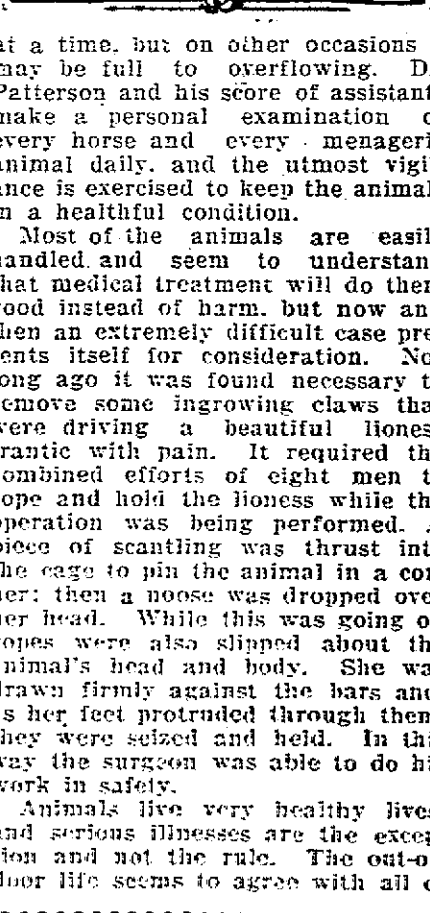 at a time. but on other occasions
may be full to overflowing. D
Patterson and his score of assistant
make a personal examination o
every horse and every menageri
animal daily. and the utmost vigi
ance is exercised to keep the animal
n a healthful condition.
Most of the animals are easil
handled and seem to understan
hat medical treatment will do the
good instead of harm. but now an
hen an extremely difficult case pre
ents itself for consideration. No
ong ago it was found necessary t
remove some ingrowing claws tha
were driving a beautiful liones
frantic with pain. It required th
combined efforts of eight men t
rope and hold the lioness while th
operation was being performed.
piece of scantling was thrust int
the cage to pin the animal in a cor
her; then a noose was dropped ove
her head. While this was going o
ropes were also slipped about th
animal's head and body. She wa
drawn firmly against the bars and
as her feet protruded through them
they were seized and held. In thi
way the surgeon was able to do hi
work in safety.
Animals live very healthy lives
and serious illnesses are the excep
tion and not the rule. The out-o
door life seems to agree with all o